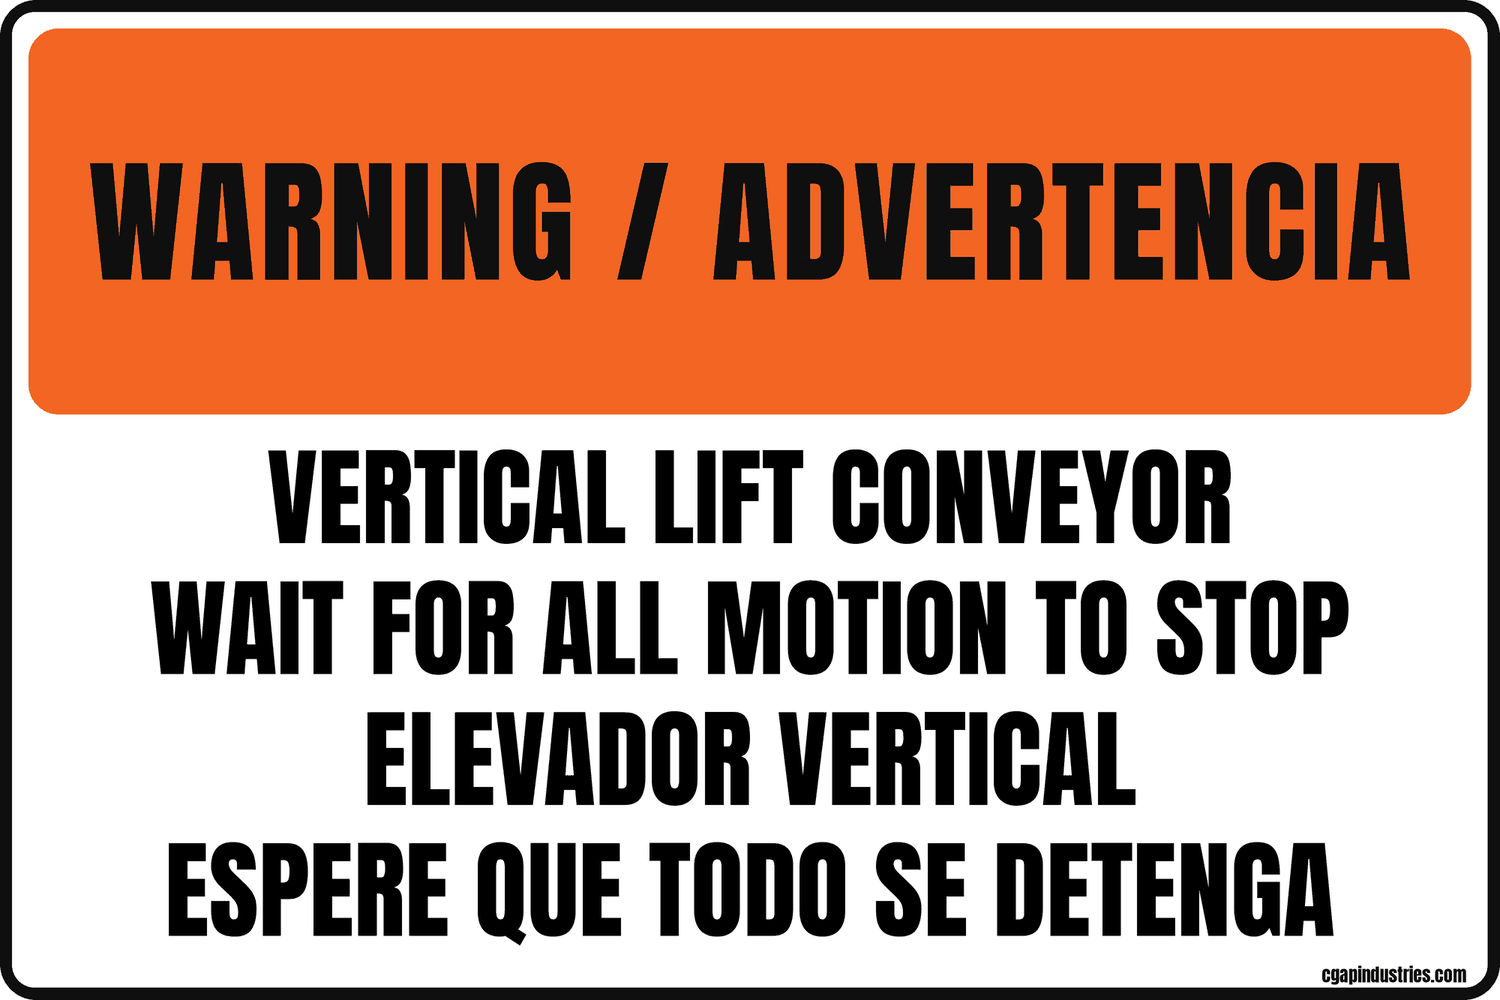 WARNING / ADVERTENCIA
VERTICAL LIFT CONVEYOR
WAIT FOR ALL MOTION TO STOP
ELEVADOR VERTICAL
ESPERE QUE TODO SE DETENGA
cgapindustries.com